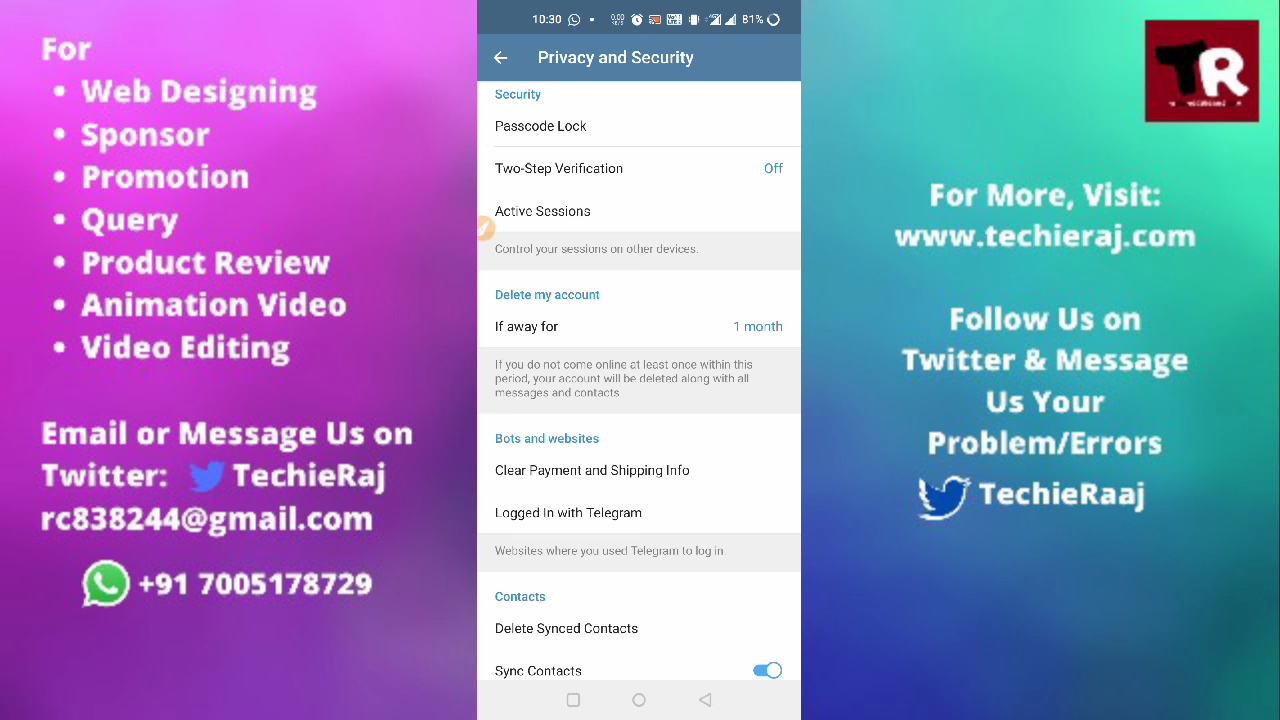 For
• Web Designing
• Sponsor
• Promotion
• Query
• Product Review
• Animation Video
• Video Editing
Email or Message Us on
Twitter: TechieRaj
rc838244@gmail.com
+91 7005178729
10:30
81%
Privacy and Security
Security
Passcode Lock
Two-Step Verification Off
Active Sessions
Control your sessions on other devices.
Delete my account
If away for 1 month
If you do not come online at least once within this
period, your account will be deleted along with all
messages and contacts
Bots and websites
Clear Payment and Shipping Info
Logged In with Telegram
Websites where you used Telegram to log in.
Contacts
Delete Synced Contacts
Sync Contacts
TR
For More, Visit:
www.techieraj.com
Follow Us on
Twitter & Message
Us Your
Problem/Errors
TechieRaaj